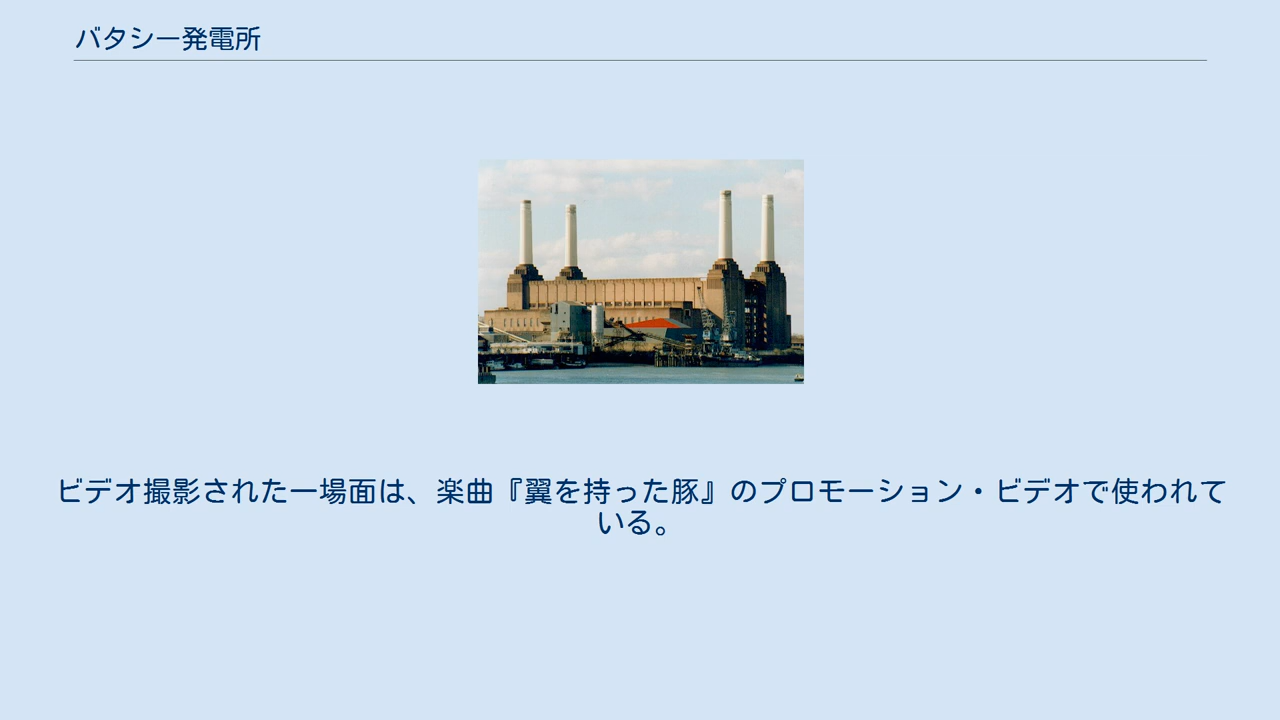 バタシー発電所
ビデオ撮影された一場面は、楽曲『翼を持った豚』のプロモーション・ビデオで使われて
いる。